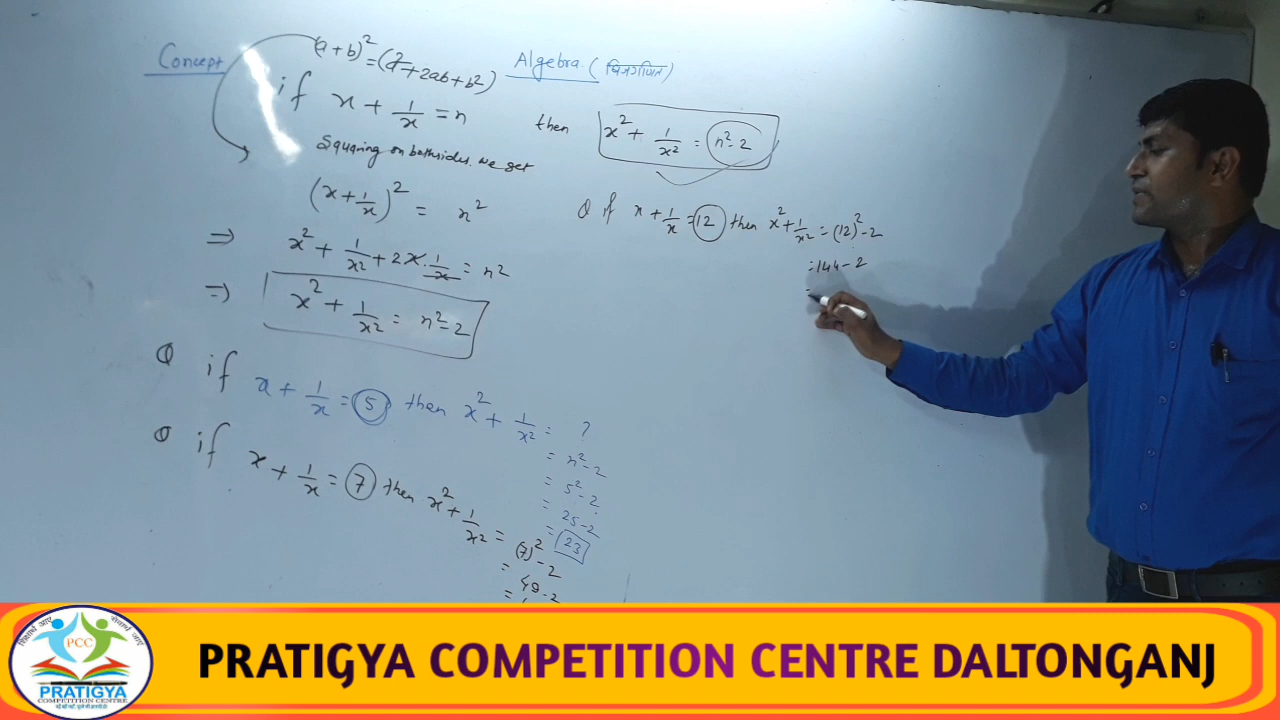 Concept
(a + b)² = (a² + 2ab + b²)
Algebra (बिजगणित)
if x + 1/x = n
then x² + 1/x² = n² - 2
Squaring on bothsides. we get
(x + 1/x)² = n²
⇒ x² + 1/x² + 2x · 1/x = n²
⇒ x² + 1/x² = n² - 2
Q if x + 1/x = 5 then x² + 1/x² = ?
= n² - 2
= 5² - 2
= 25 - 2
= 23
Q if x + 1/x = 7 then x² + 1/x² = (7)² - 2
= 49 - 2
=
Q if x + 1/x = 12 then x² + 1/x² = (12)² - 2
= 144 - 2
=
PCC
PRATIGYA
COMPETITION CENTRE
PRATIGYA COMPETITION CENTRE DALTONGANJ